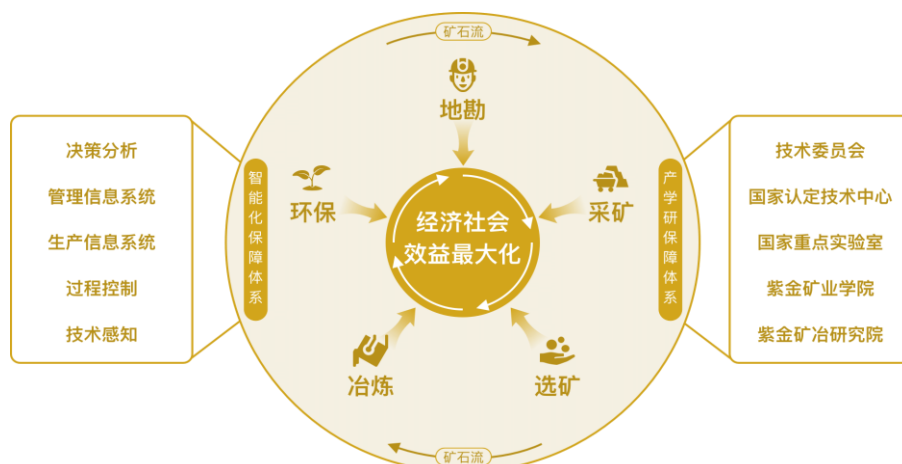 矿石流
地勘
环保
采矿
经济社会
效益最大化
冶炼
选矿
矿石流
智能化保障体系
决策分析
管理信息系统
生产信息系统
过程控制
技术感知
产学研保障体系
技术委员会
国家认定技术中心
国家重点实验室
紫金矿业学院
紫金矿冶研究院